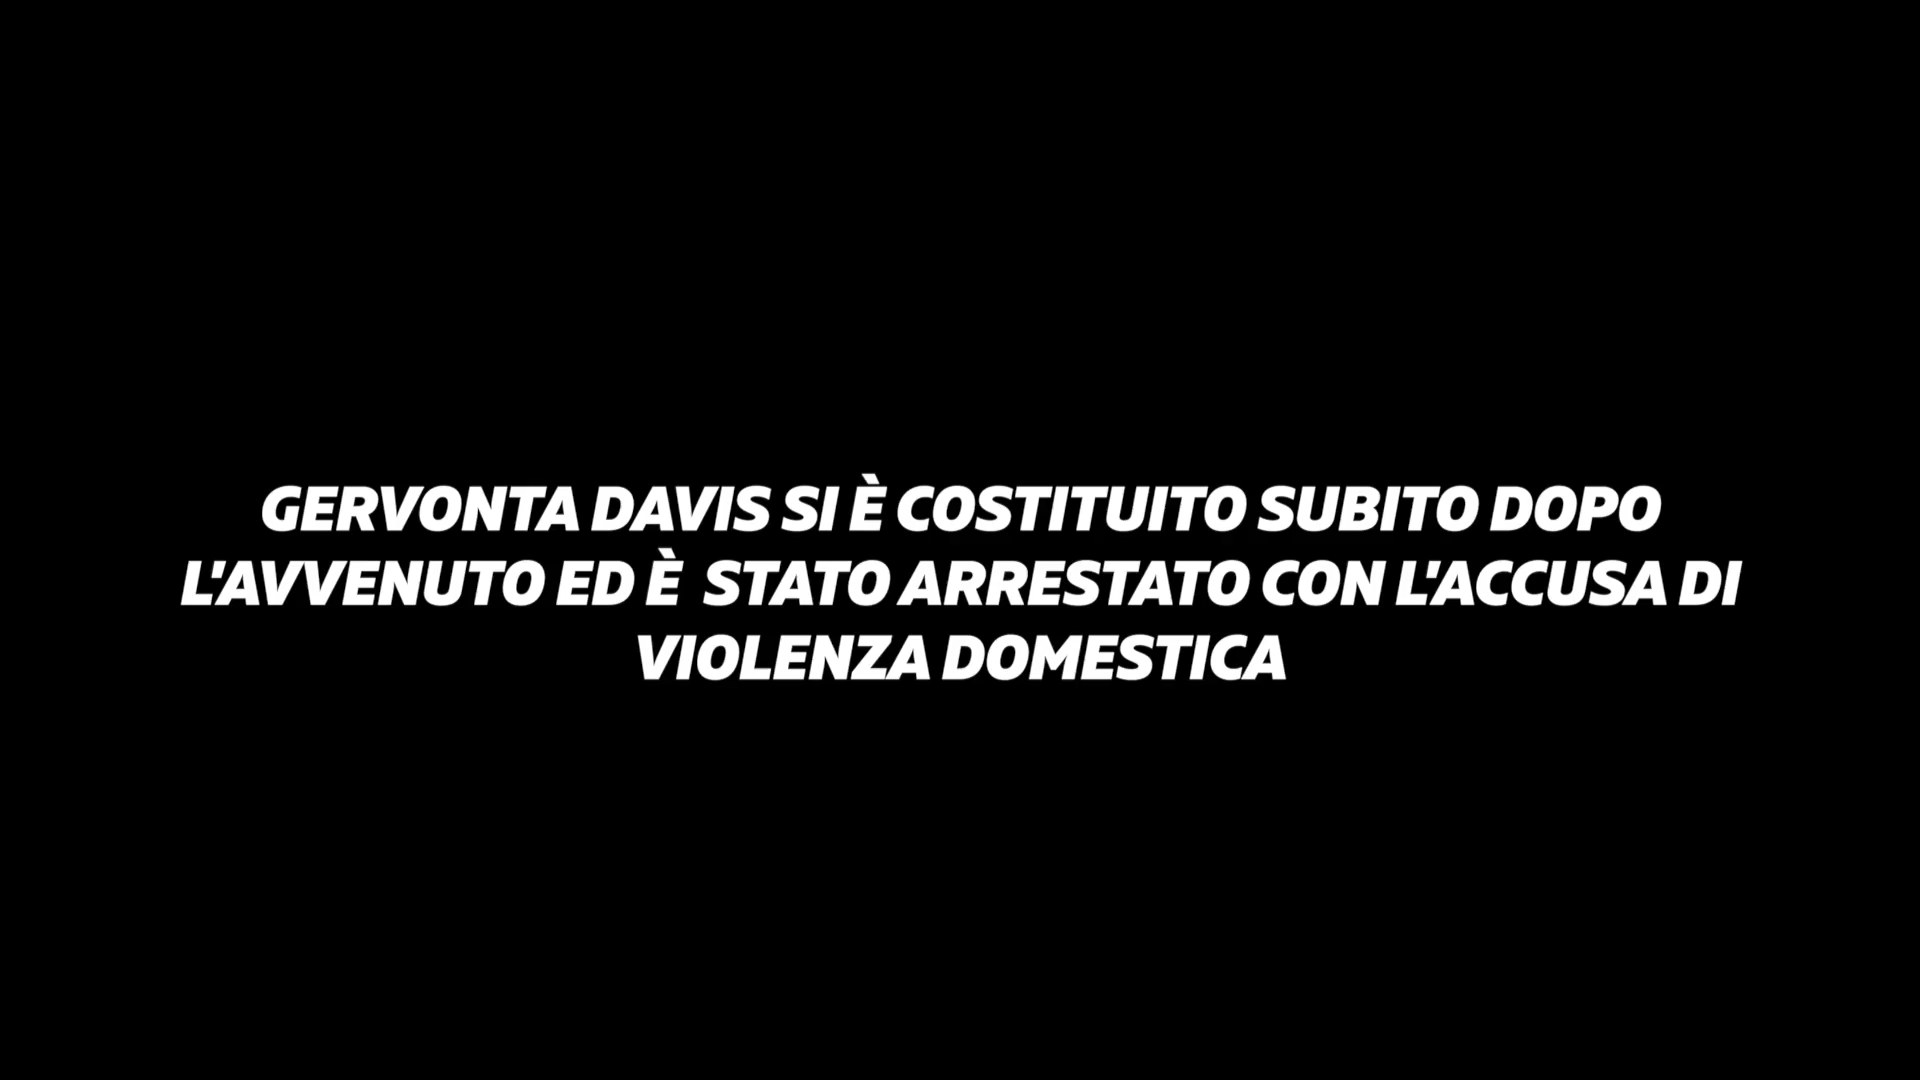 GERVONTA DAVIS SI È COSTITUITO SUBITO DOPO
L'AVVENUTO ED È  STATO ARRESTATO CON L'ACCUSA DI
VIOLENZA DOMESTICA